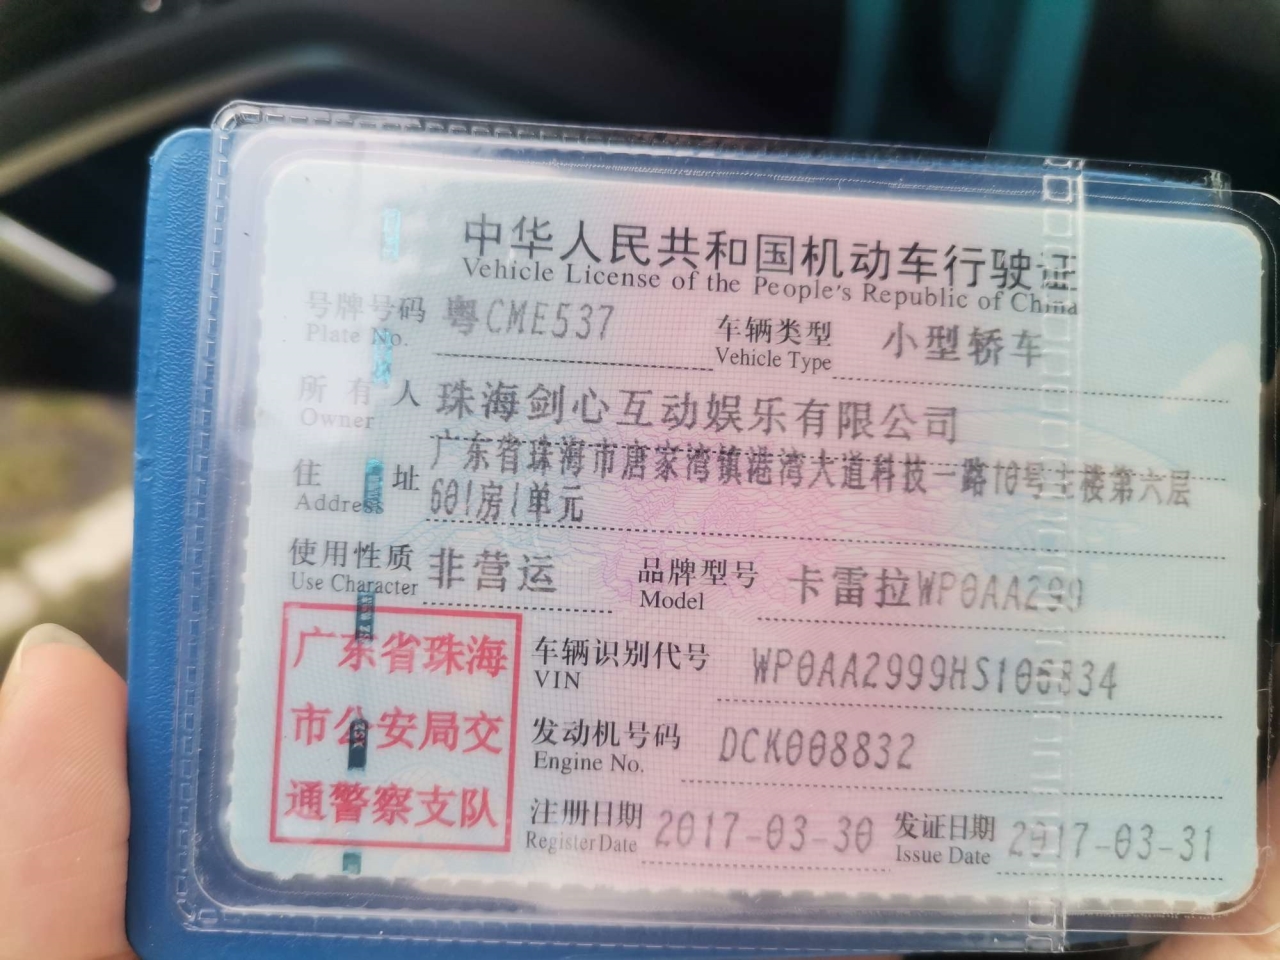 中华人民共和国机动车行驶证
Vehicle License of the People's Republic of China
号牌号码 粤CME537 车辆类型 小型轿车
Plate No. Vehicle Type
所有人 珠海剑心互动娱乐有限公司
Owner
住址 广东省珠海市唐家湾镇港湾大道科技一路10号主楼第六层
Address 601房1单元
使用性质 非营运 品牌型号 卡雷拉WP0AA299
Use Character Model
广东省珠海
市公安局交
通警察支队
车辆识别代号 WP0AA2999HS106834
VIN
发动机号码 DCK008832
Engine No.
注册日期 2017-03-30 发证日期 2017-03-31
Register Date Issue Date